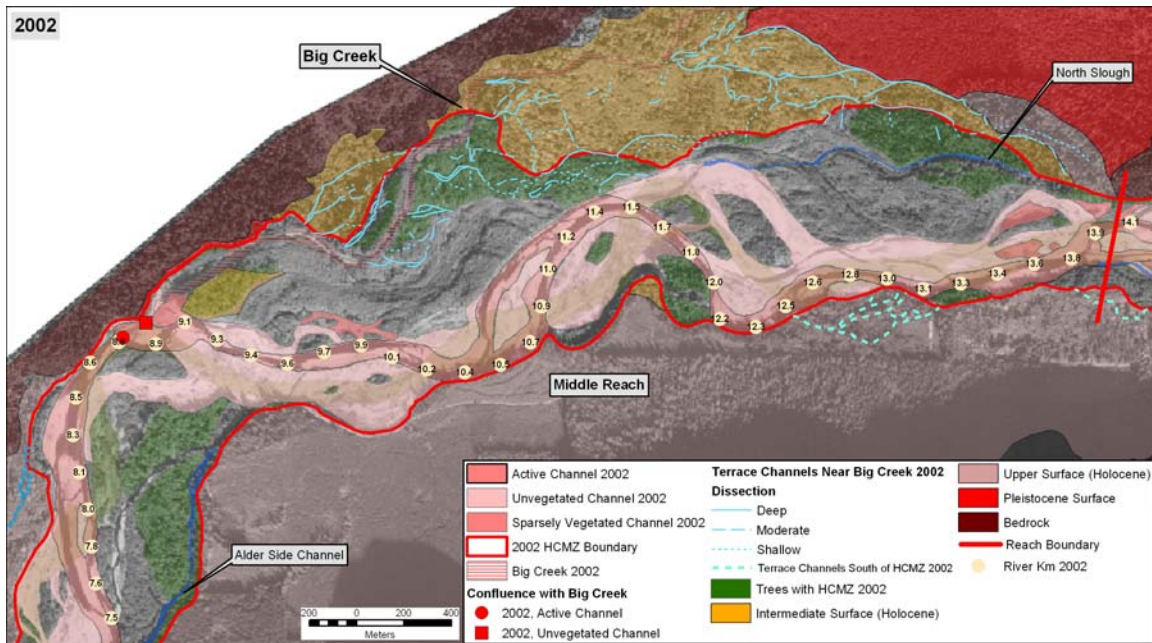 2002
Big Creek
North Slough
14.1
13.9
13.8
13.6
13.4
13.3
13.1
13.0
12.8
12.6
12.5
12.3
12.2
12.0
11.8
11.7
11.5
11.4
11.2
11.0
10.9
10.7
10.5
10.4
10.2
10.1
9.9
9.7
9.6
9.4
9.3
9.1
8.9
8.6
8.5
8.3
8.1
8.0
7.8
7.6
7.5
Middle Reach
Alder Side Channel
200 0 200 400
Meters
Active Channel 2002
Unvegetated Channel 2002
Sparsely Vegetated Channel 2002
2002 HCMZ Boundary
Big Creek 2002
Confluence with Big Creek
2002, Active Channel
2002, Unvegetated Channel
Terrace Channels Near Big Creek 2002
Dissection
Deep
Moderate
Shallow
Terrace Channels South of HCMZ 2002
Trees with HCMZ 2002
Intermediate Surface (Holocene)
Upper Surface (Holocene)
Pleistocene Surface
Bedrock
Reach Boundary
River Km 2002